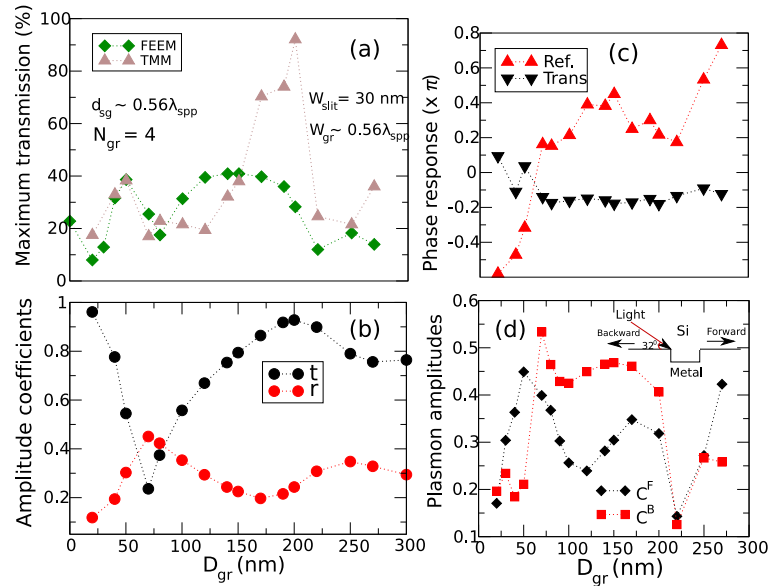 Maximum transmission (%)
100
80
60
40
20
0
FEEM
TMM
(a)
d_sg ~ 0.56λ_spp
N_gr = 4
W_slit = 30 nm
W_gr ~ 0.56λ_spp
Phase response (x π)
0.8
0.6
0.4
0.2
0
-0.2
-0.4
(c)
Ref.
Trans
Amplitude coefficients
1
0.8
0.6
0.4
0.2
(b)
t
r
0 50 100 150 200 250 300
D_gr (nm)
Plasmon amplitudes
0.6
0.5
0.4
0.3
0.2
0.1
(d)
Light
Si
Backward
Forward
32⁰
Metal
C^F
C^B
0 50 100 150 200 250 300
D_gr (nm)